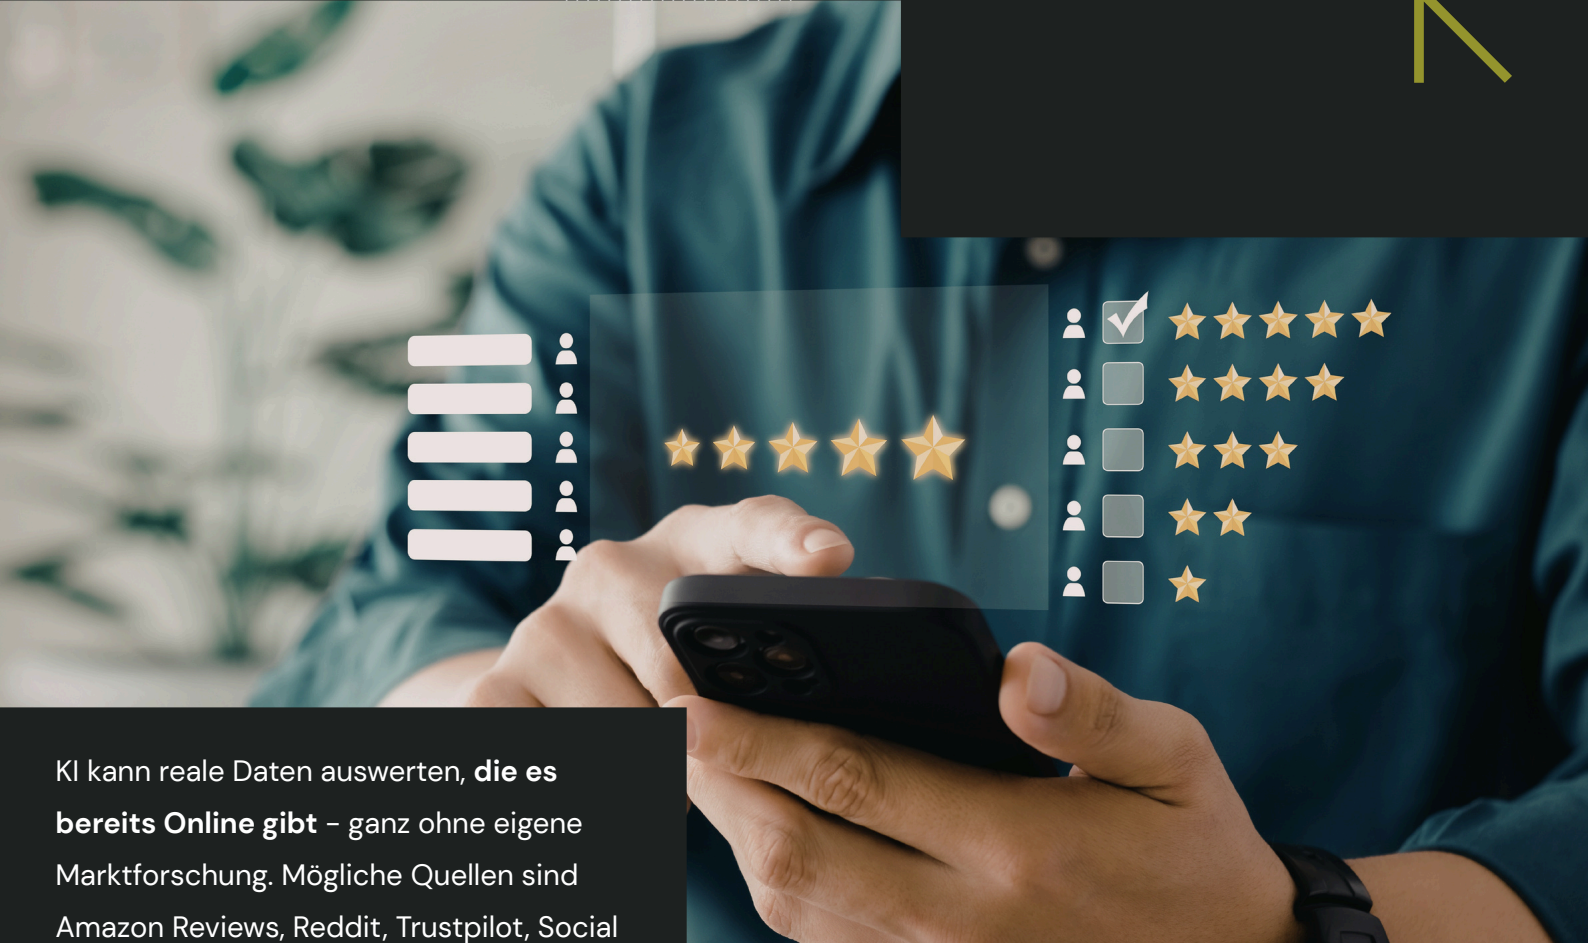 KI kann reale Daten auswerten, die es
bereits Online gibt - ganz ohne eigene
Marktforschung. Mögliche Quellen sind
Amazon Reviews, Reddit, Trustpilot, Social